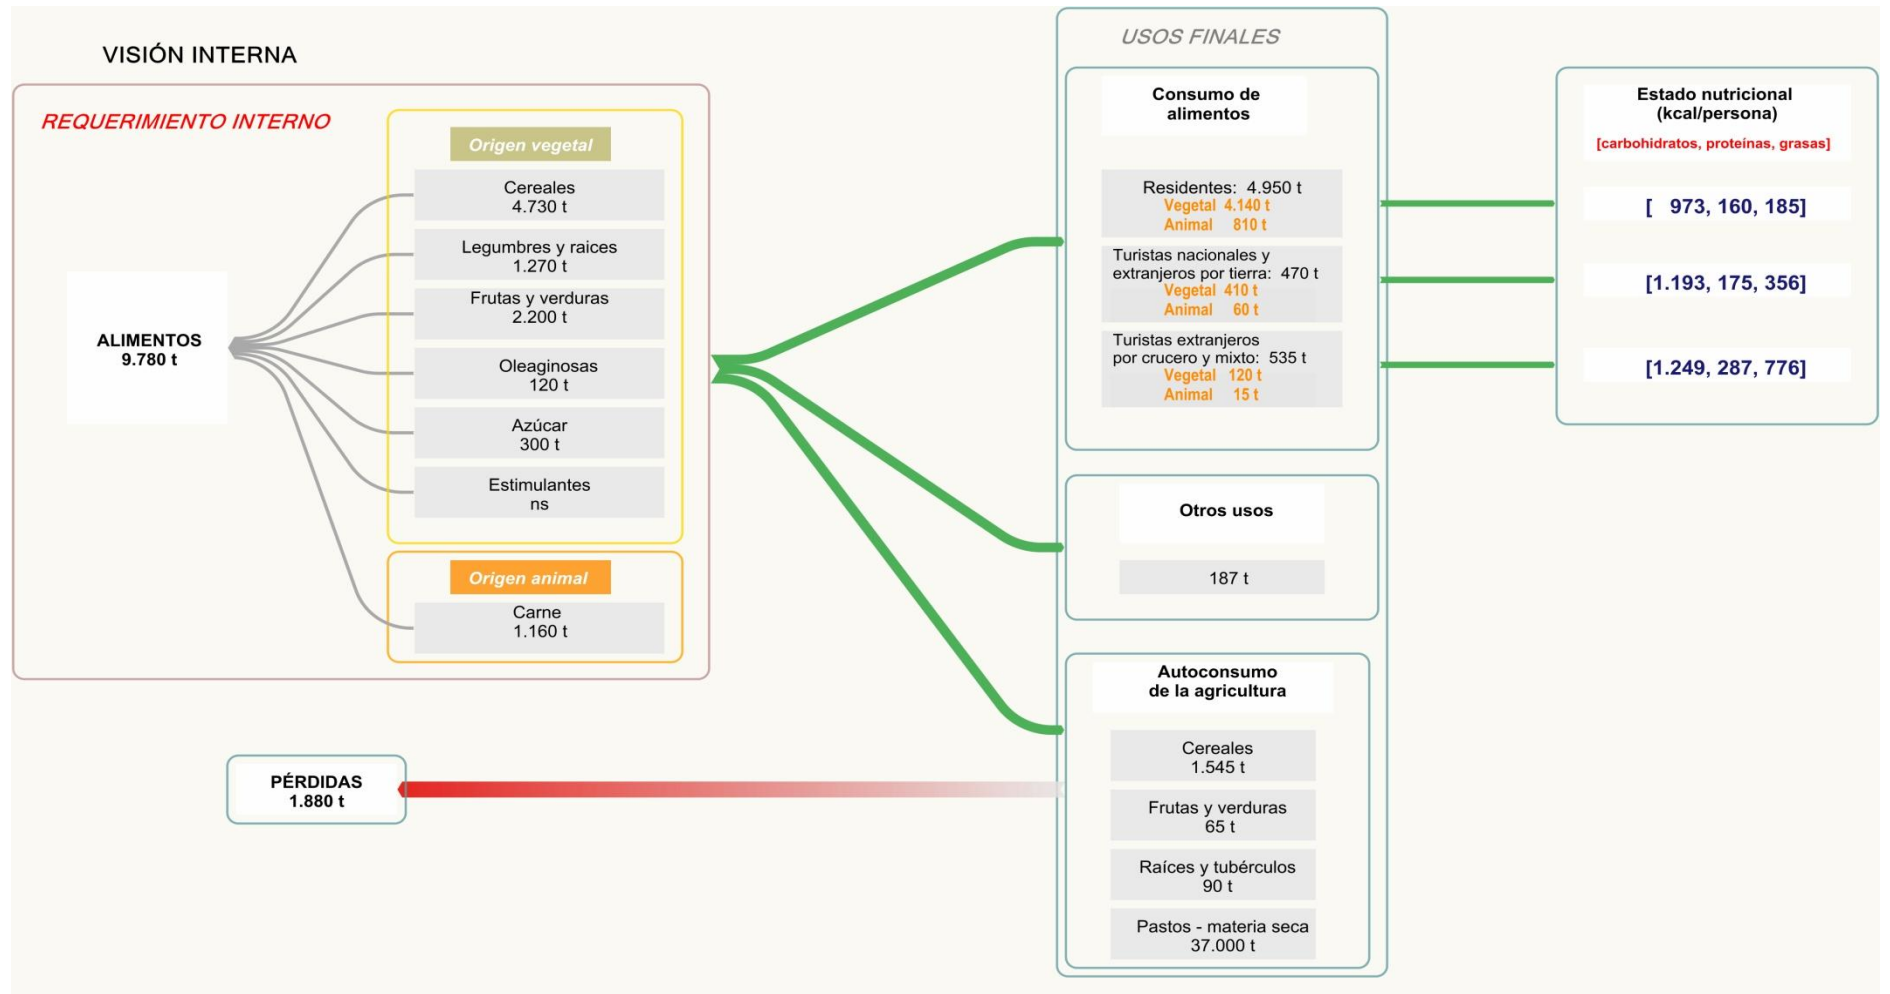 VISIÓN INTERNA
REQUERIMIENTO INTERNO
ALIMENTOS
9.780 t
Origen vegetal
Cereales
4.730 t
Legumbres y raices
1.270 t
Frutas y verduras
2.200 t
Oleaginosas
120 t
Azúcar
300 t
Estimulantes
ns
Origen animal
Carne
1.160 t
PÉRDIDAS
1.880 t
USOS FINALES
Consumo de
alimentos
Residentes: 4.950 t
Vegetal 4.140 t
Animal 810 t
Turistas nacionales y
extranjeros por tierra: 470 t
Vegetal 410 t
Animal 60 t
Turistas extranjeros
por crucero y mixto: 535 t
Vegetal 120 t
Animal 15 t
Otros usos
187 t
Autoconsumo
de la agricultura
Cereales
1.545 t
Frutas y verduras
65 t
Raíces y tubérculos
90 t
Pastos - materia seca
37.000 t
Estado nutricional
(kcal/persona)
[carbohidratos, proteínas, grasas]
[ 973, 160, 185]
[1.193, 175, 356]
[1.249, 287, 776]